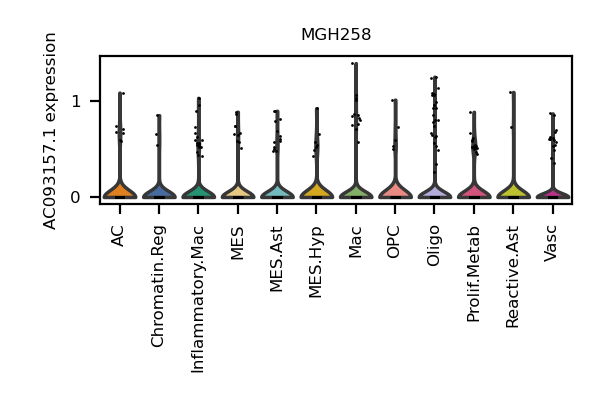 MGH258
AC093157.1 expression
1
0
AC
Chromatin.Reg
Inflammatory.Mac
MES
MES.Ast
MES.Hyp
Mac
OPC
Oligo
Prolif.Metab
Reactive.Ast
Vasc